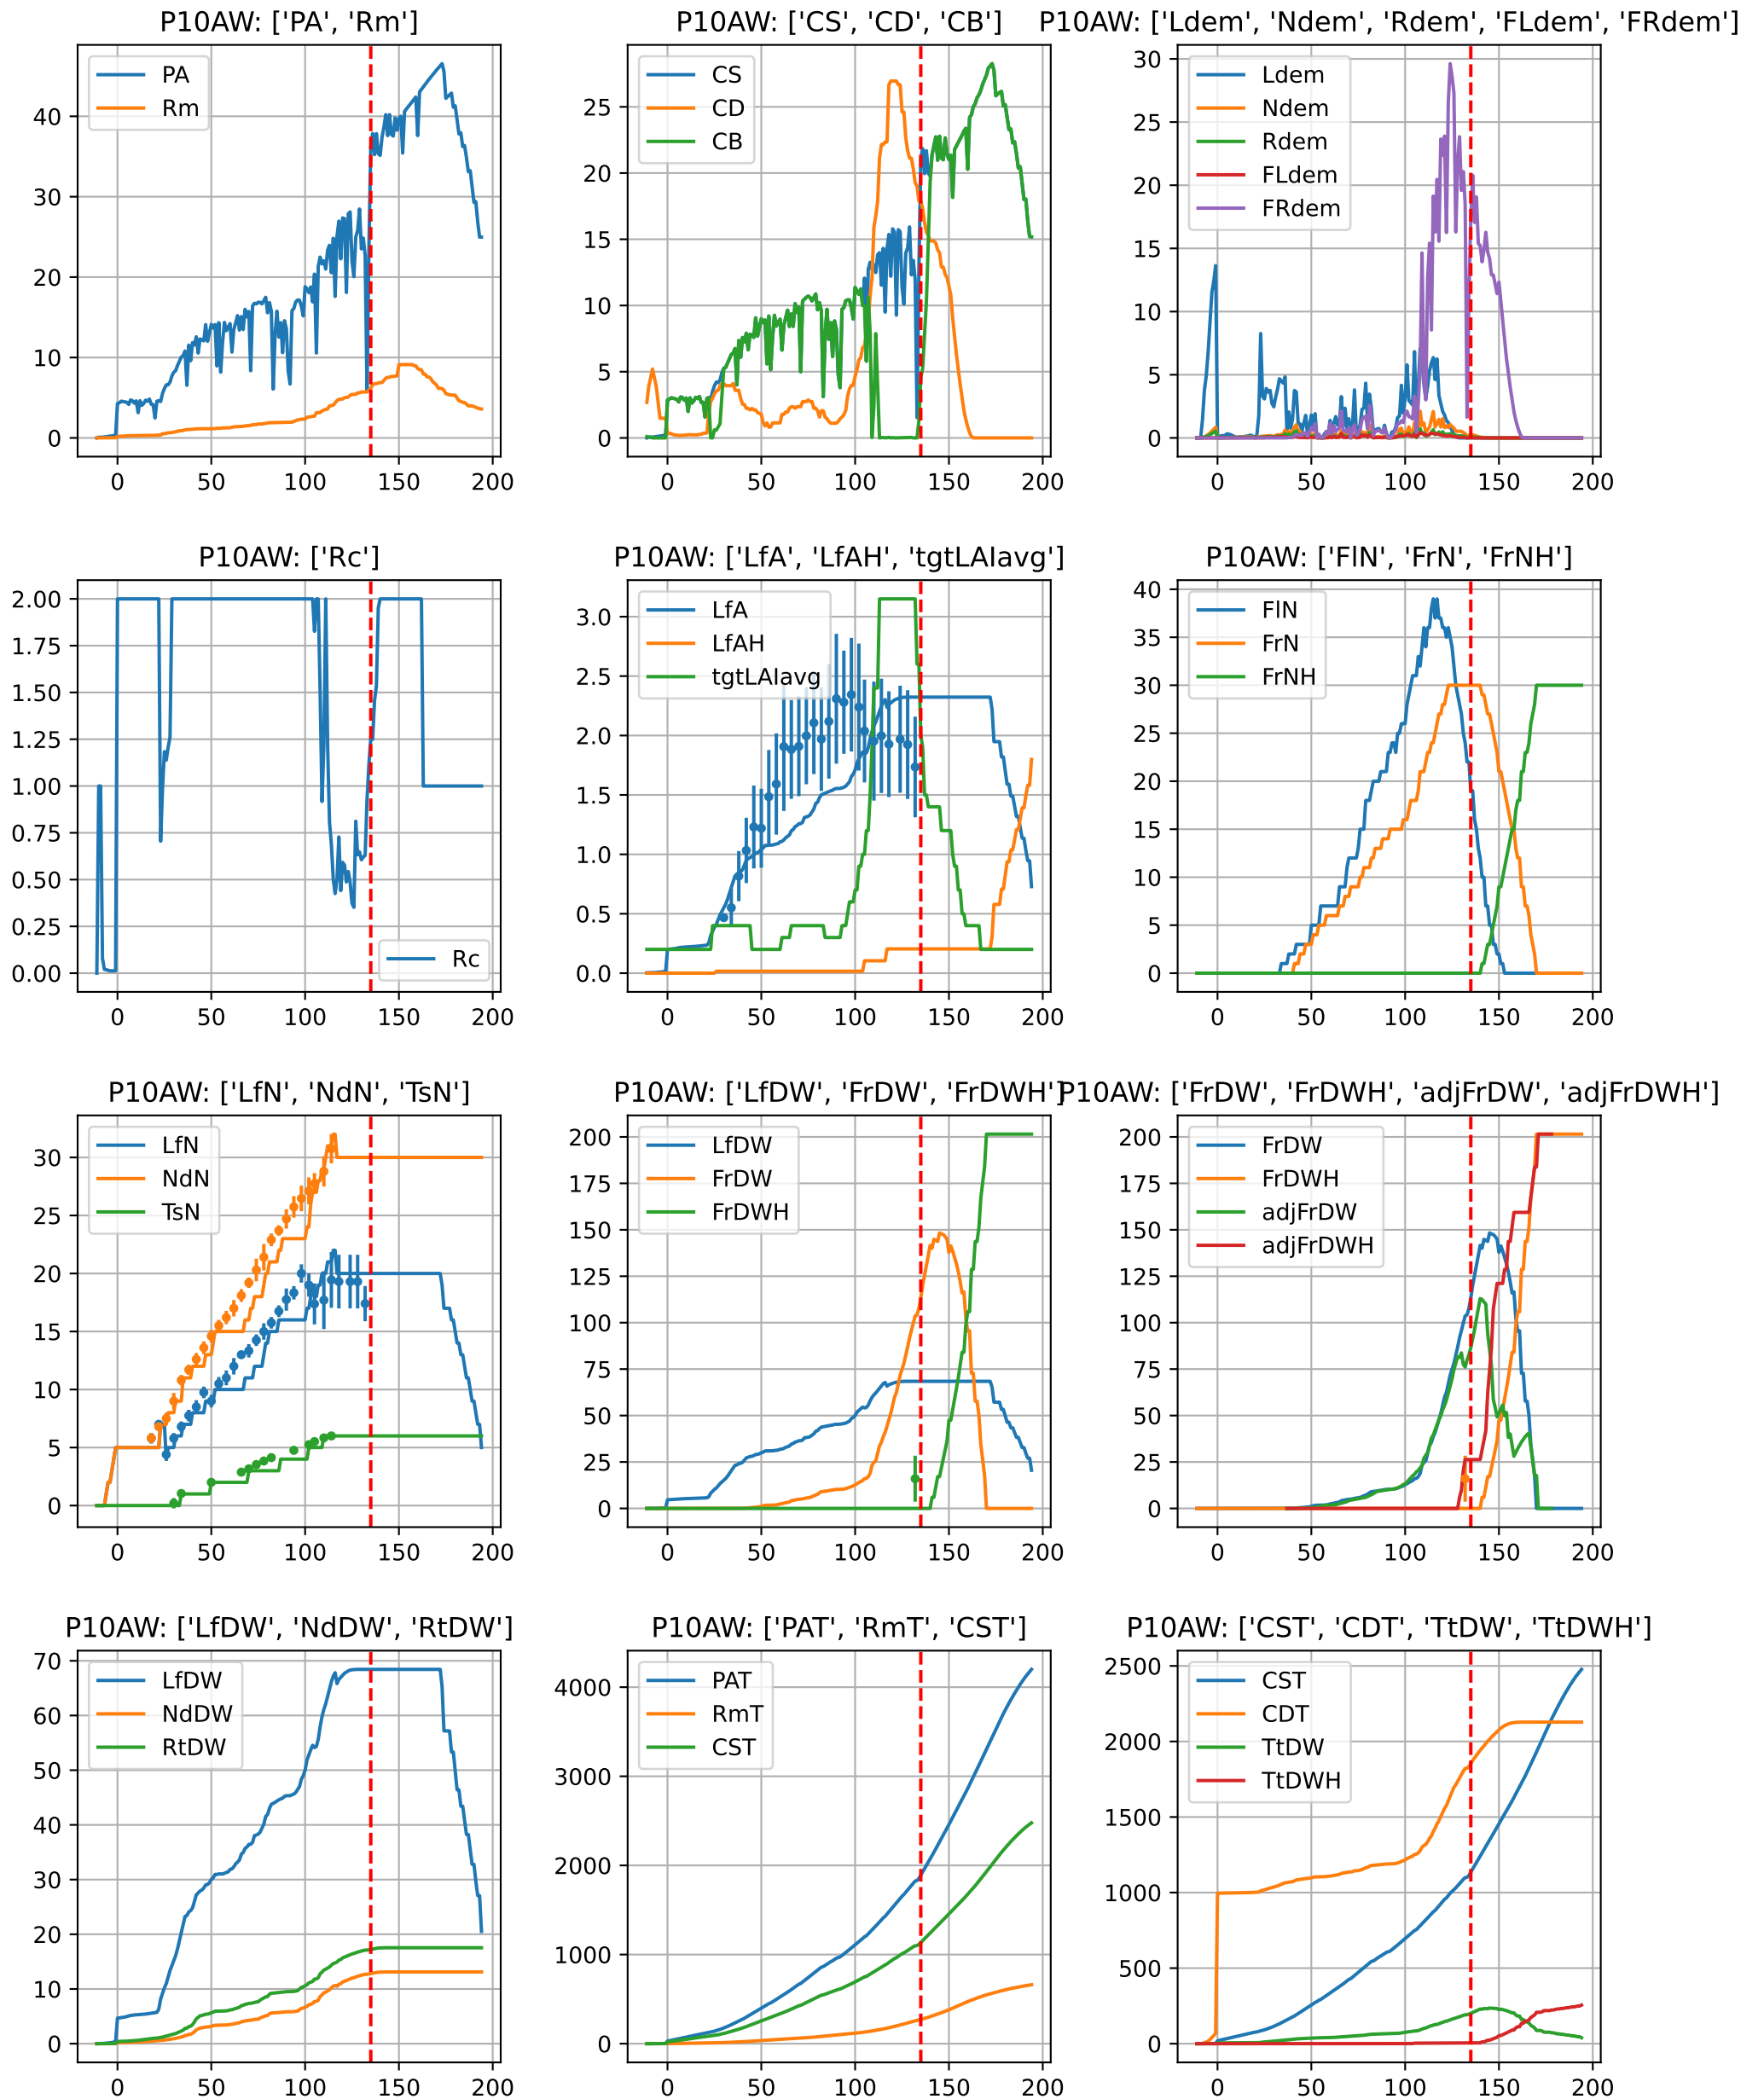 P10AW: ['PA', 'Rm']
PA
Rm
40
30
20
10
0
0 50 100 150 200
P10AW: ['CS', 'CD', 'CB']
CS
CD
CB
25
20
15
10
5
0
0 50 100 150 200
P10AW: ['Ldem', 'Ndem', 'Rdem', 'FLdem', 'FRdem']
Ldem
Ndem
Rdem
FLdem
FRdem
30
25
20
15
10
5
0
0 50 100 150 200
P10AW: ['Rc']
2.00
1.75
1.50
1.25
1.00
0.75
0.50
0.25
0.00
Rc
0 50 100 150 200
P10AW: ['LfA', 'LfAH', 'tgtLAIavg']
LfA
LfAH
tgtLAIavg
3.0
2.5
2.0
1.5
1.0
0.5
0.0
0 50 100 150 200
P10AW: ['FlN', 'FrN', 'FrNH']
FlN
FrN
FrNH
40
35
30
25
20
15
10
5
0
0 50 100 150 200
P10AW: ['LfN', 'NdN', 'TsN']
LfN
NdN
TsN
30
25
20
15
10
5
0
0 50 100 150 200
P10AW: ['LfDW', 'FrDW', 'FrDWH']
LfDW
FrDW
FrDWH
200
175
150
125
100
75
50
25
0
0 50 100 150 200
P10AW: ['FrDW', 'FrDWH', 'adjFrDW', 'adjFrDWH']
FrDW
FrDWH
adjFrDW
adjFrDWH
200
175
150
125
100
75
50
25
0
0 50 100 150 200
P10AW: ['LfDW', 'NdDW', 'RtDW']
LfDW
NdDW
RtDW
70
60
50
40
30
20
10
0
0 50 100 150 200
P10AW: ['PAT', 'RmT', 'CST']
PAT
RmT
CST
4000
3000
2000
1000
0
0 50 100 150 200
P10AW: ['CST', 'CDT', 'TtDW', 'TtDWH']
CST
CDT
TtDW
TtDWH
2500
2000
1500
1000
500
0
0 50 100 150 200